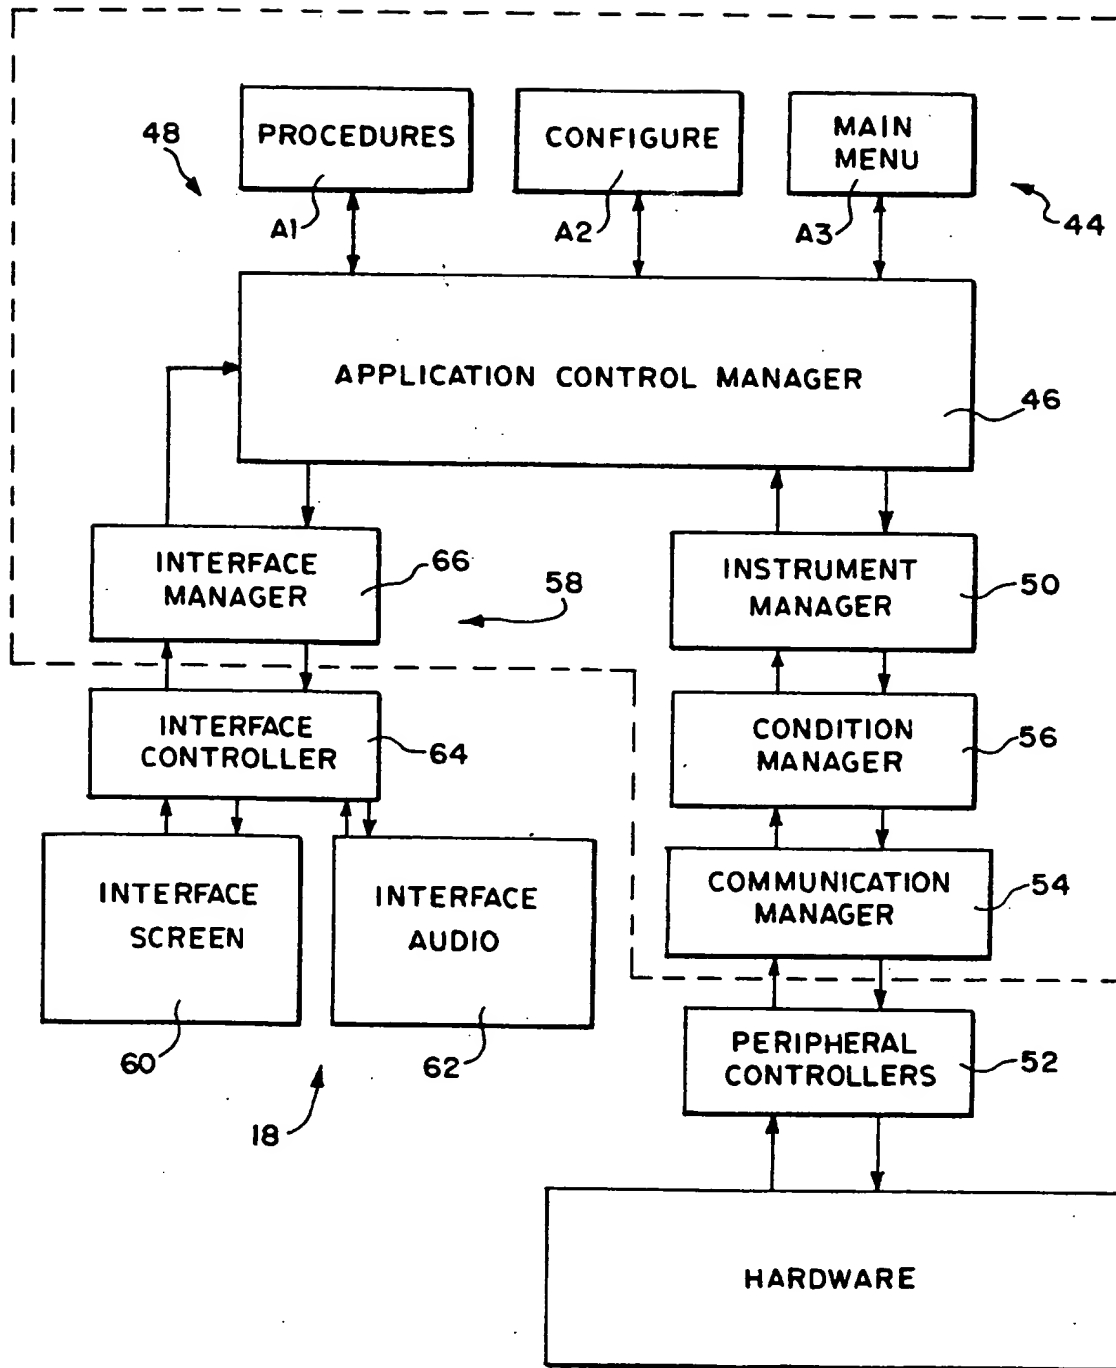 PROCEDURES
CONFIGURE
MAIN
MENU
48
A1
A2
A3
44
APPLICATION CONTROL MANAGER
46
INTERFACE
MANAGER
66
58
INSTRUMENT
MANAGER
50
INTERFACE
CONTROLLER
64
CONDITION
MANAGER
56
INTERFACE
SCREEN
INTERFACE
AUDIO
COMMUNICATION
MANAGER
54
60
62
18
PERIPHERAL
CONTROLLERS
52
HARDWARE